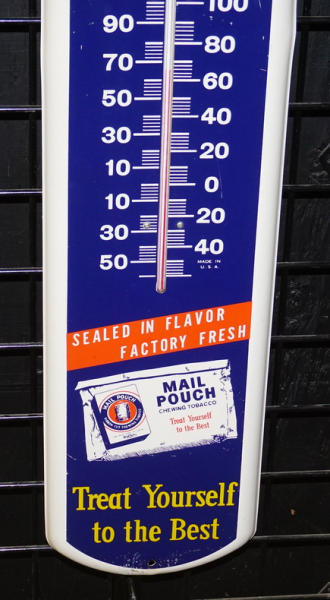 100
90
80
70
60
50
40
30
20
10
0
10
20
30
40
50
MADE IN
U.S.A.
SEALED IN FLAVOR
FACTORY FRESH
MAIL POUCH
MAIL
POUCH
CHEWING TOBACCO
Treat Yourself
to the Best
Treat Yourself
to the Best